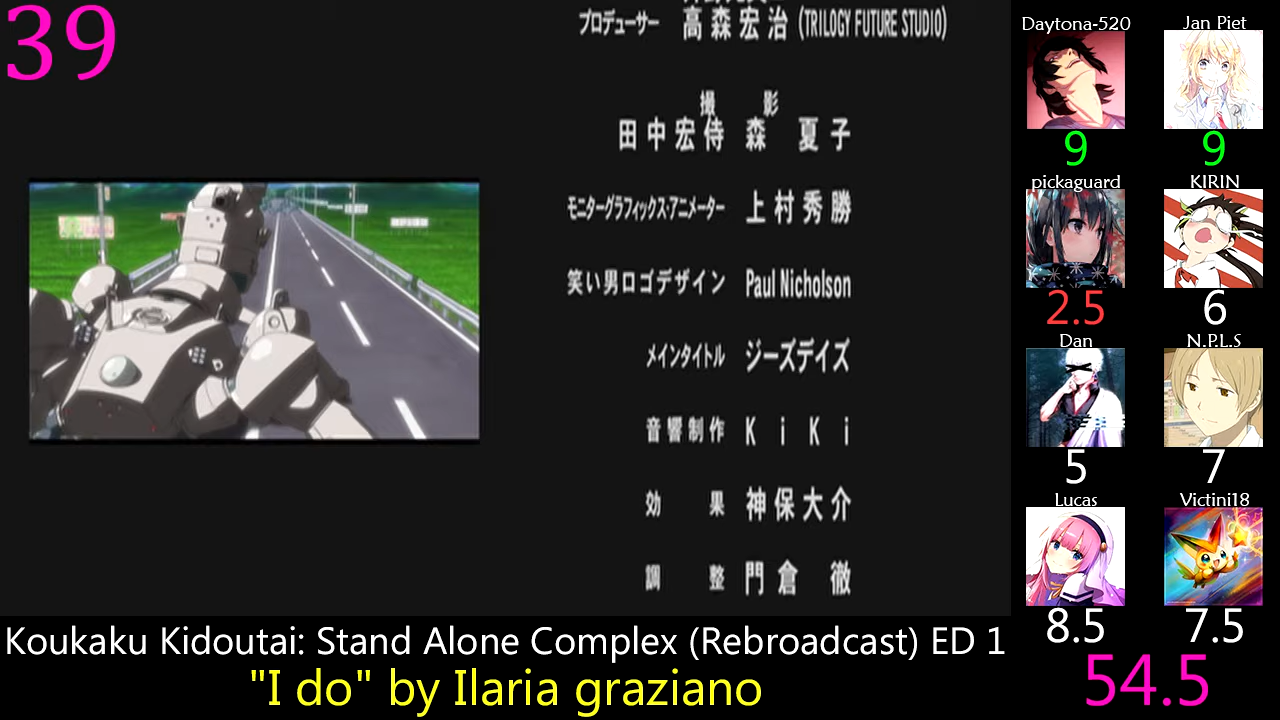 39
プロデューサー 高森宏治 (TRILOGY FUTURE STUDIO)
撮 影
田中宏侍 森 夏子
モニターグラフィックス・アニメーター 上村秀勝
笑い男ロゴデザイン Paul Nicholson
メインタイトル ジーズデイズ
音響制作 K i K i
効 果 神保大介
調 整 門倉 徹
Daytona-520 Jan Piet
9 9
pickaguard KIRIN
2.5 6
Dan N.P.L.S
5 7
Lucas Victini18
8.5 7.5
Koukaku Kidoutai: Stand Alone Complex (Rebroadcast) ED 1
"I do" by Ilaria graziano
54.5